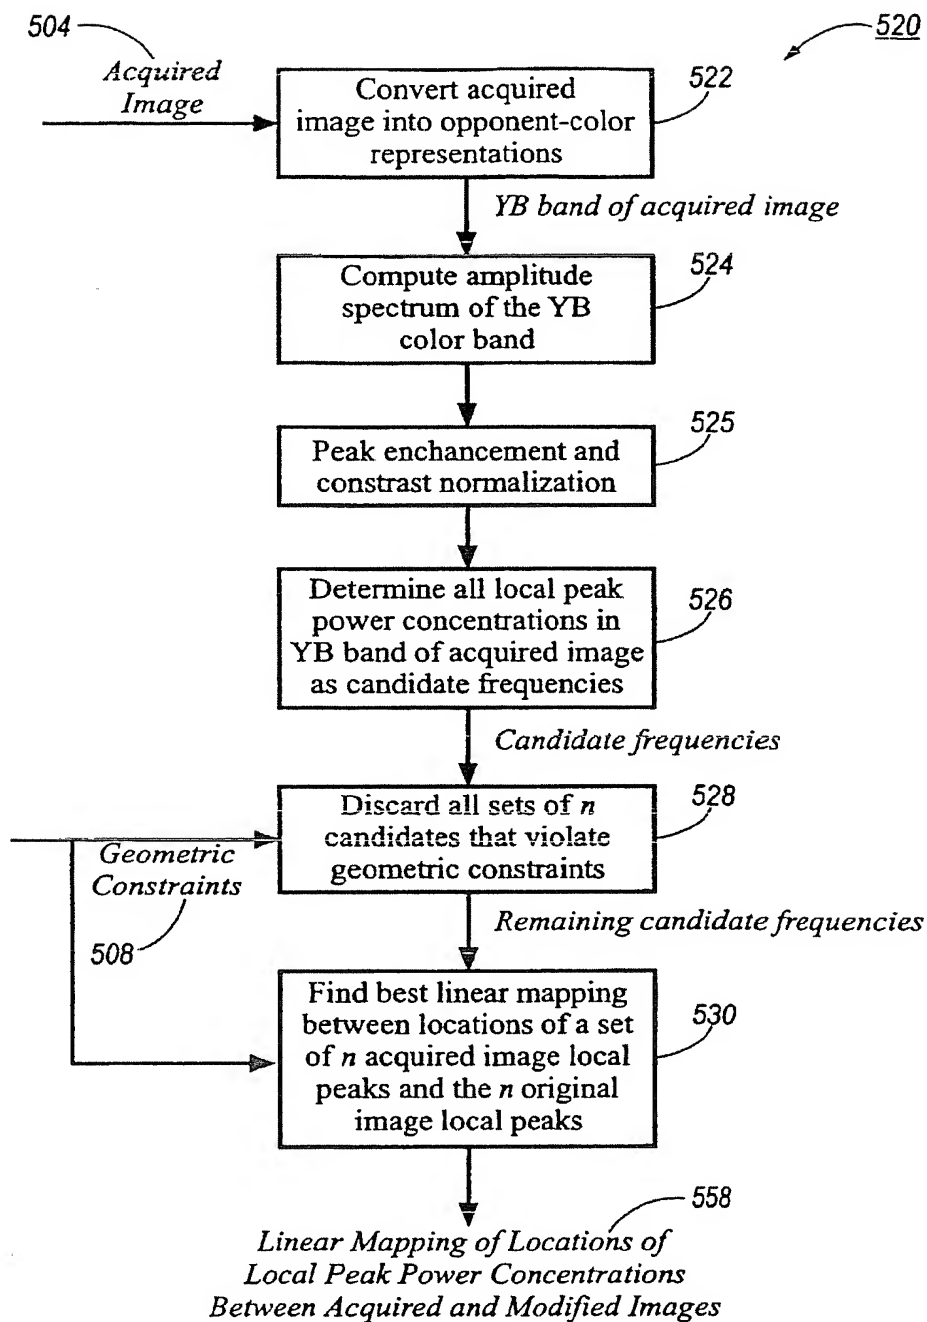 504
520
Acquired
Image
Convert acquired
image into opponent-color
representations
522
YB band of acquired image
Compute amplitude
spectrum of the YB
color band
524
Peak enchancement and
constrast normalization
525
Determine all local peak
power concentrations in
YB band of acquired image
as candidate frequencies
526
Candidate frequencies
Discard all sets of n
candidates that violate
geometric constraints
528
Geometric
Constraints
508
Remaining candidate frequencies
Find best linear mapping
between locations of a set
of n acquired image local
peaks and the n original
image local peaks
530
558
Linear Mapping of Locations of
Local Peak Power Concentrations
Between Acquired and Modified Images